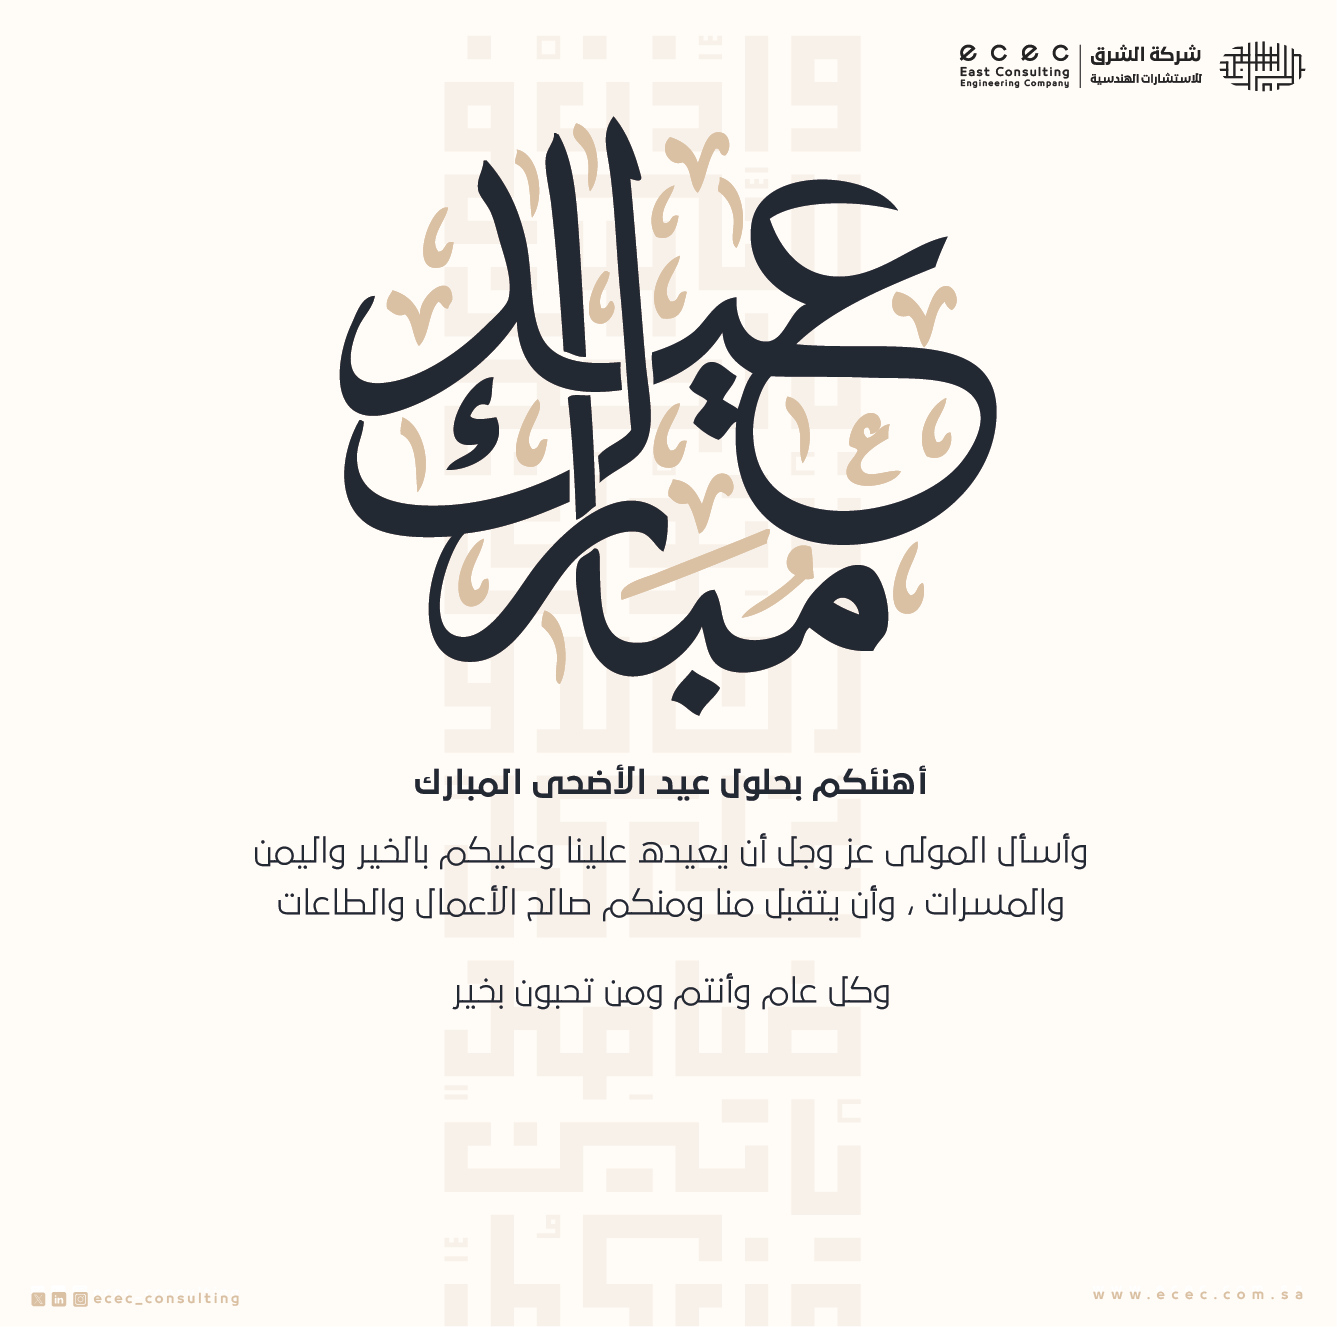 ecec
East Consulting
Engineering Company
شركة الشرق
للاستشارات الهندسية
عيد
مبارك
أهنئكم بحلول عيد الأضحى المبارك
وأسأل المولى عز وجل أن يعيده علينا وعليكم بالخير واليمن
والمسرات ، وأن يتقبل منا ومنكم صالح الأعمال والطاعات
وكل عام وأنتم ومن تحبون بخير
ecec_consulting
www.ecec.com.sa